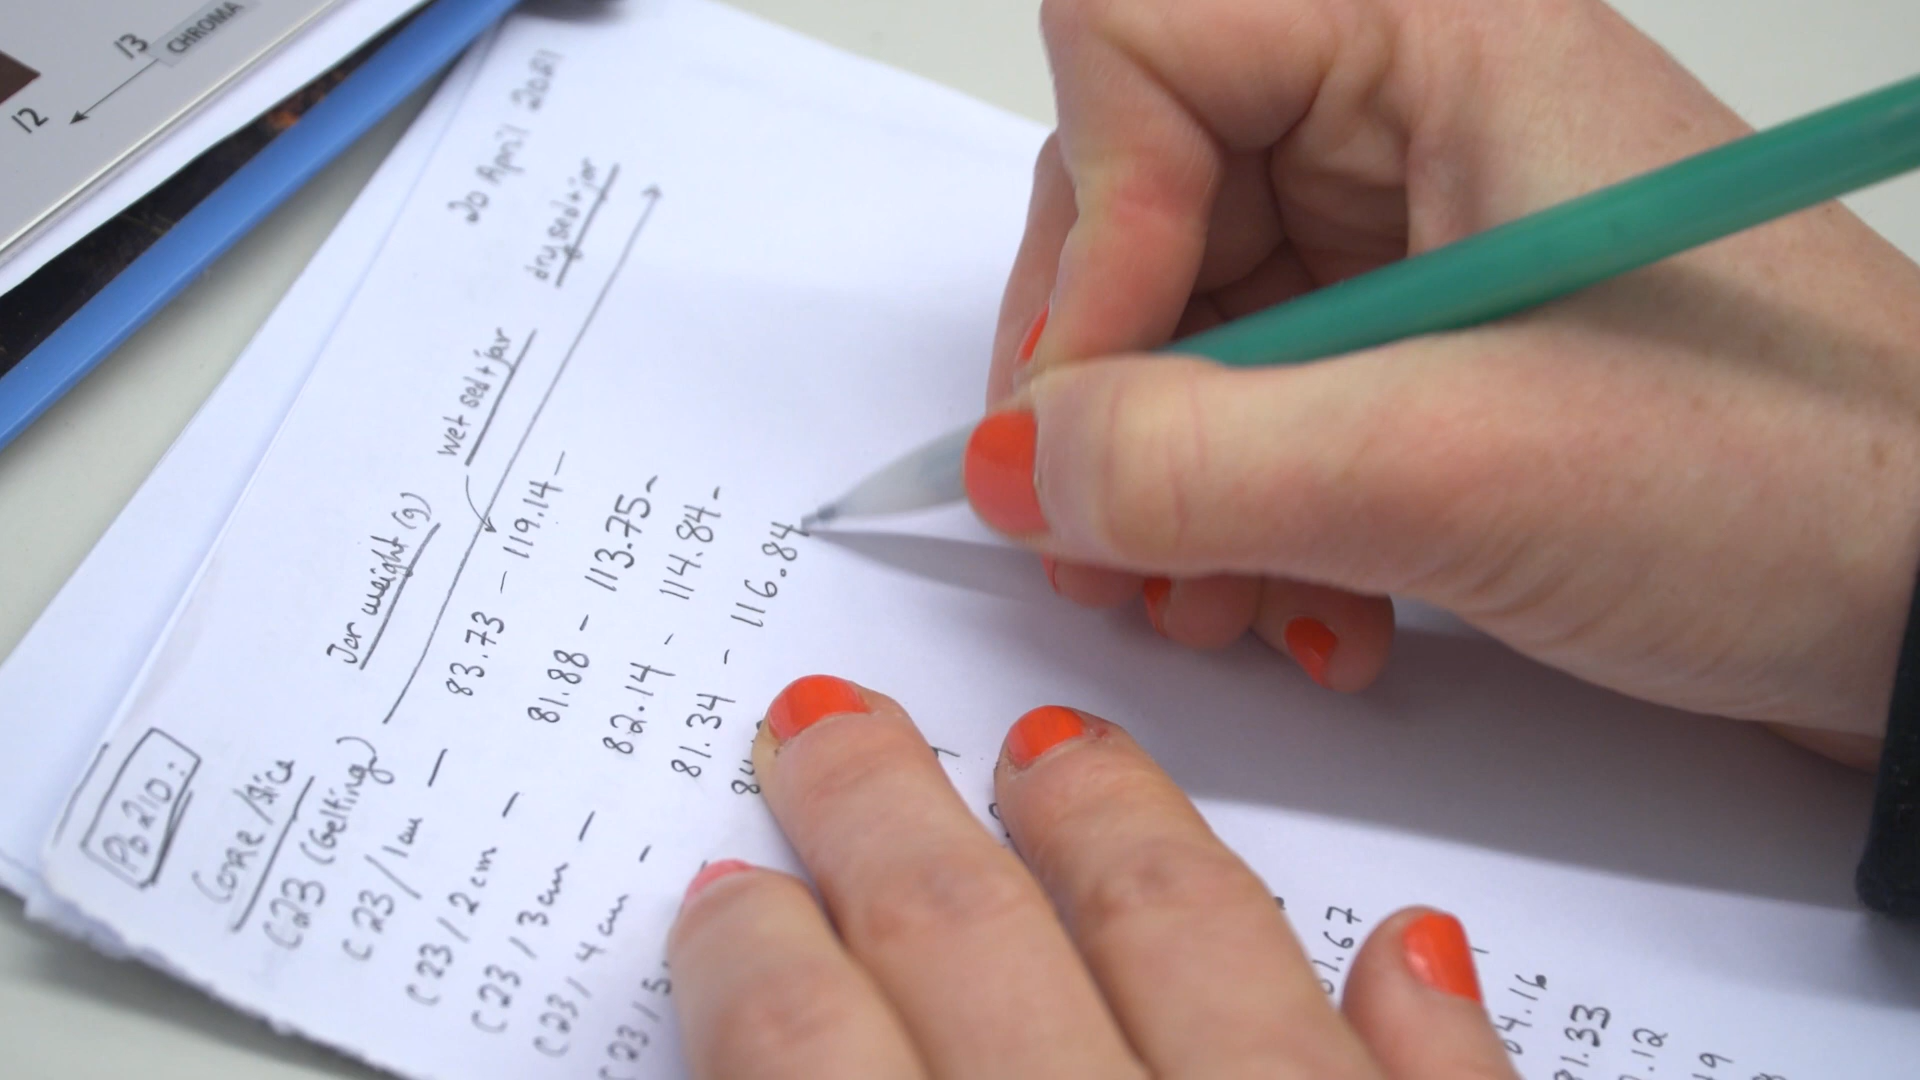 13 CHROMA
12
20 April 2021
Pb210:
Core/slice Jar weight (g) wet sed + jar dry sed + jar
C23 (Gelting)
C23 / 1cm — 83.73 - 119.14 -
C23 / 2cm - 81.88 - 113.75 -
C23 / 3cm - 82.14 - 114.84 -
C23 / 4cm - 81.34 - 116.84
C23 / 5